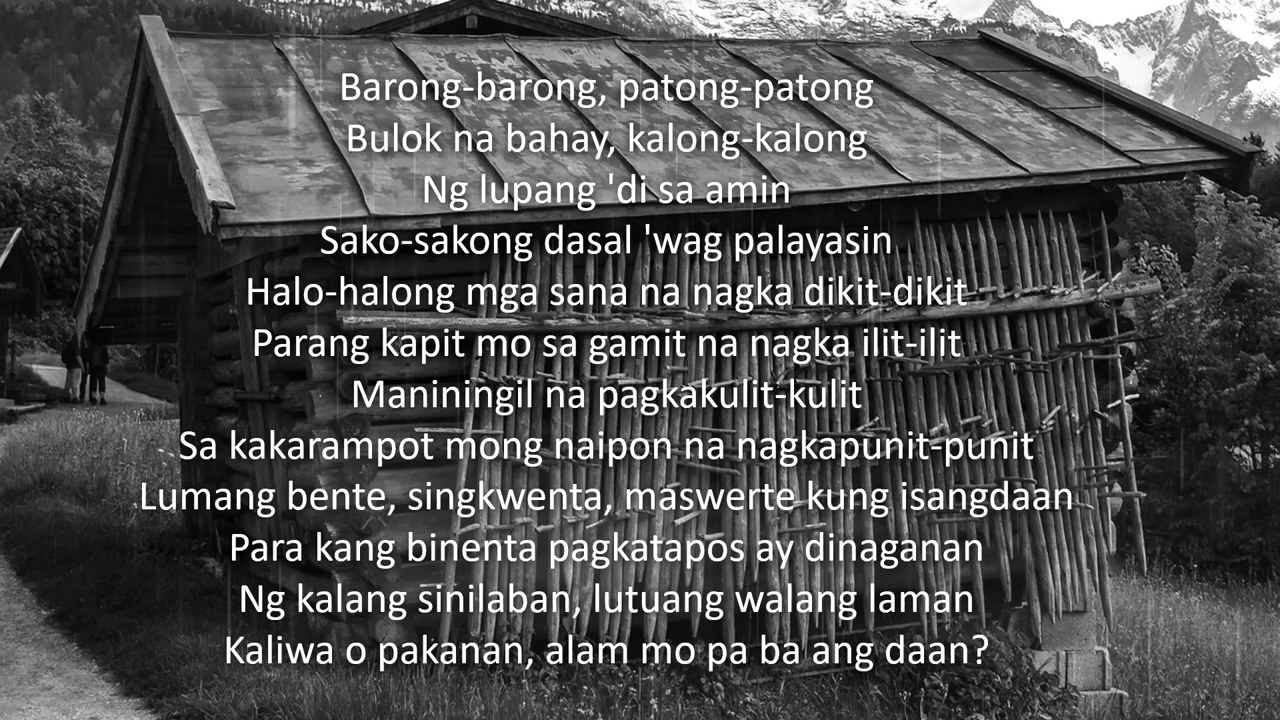 Barong-barong, patong-patong
Bulok na bahay, kalong-kalong
Ng lupang 'di sa amin
Sako-sakong dasal 'wag palayasin
Halo-halong mga sana na nagka dikit-dikit
Parang kapit mo sa gamit na nagka ilit-ilit
Maniningil na pagkakulit-kulit
Sa kakarampot mong naipon na nagkapunit-punit
Lumang bente, singkwenta, maswerte kung isangdaan
Para kang binenta pagkatapos ay dinaganan
Ng kalang sinilaban, lutuang walang laman
Kaliwa o pakanan, alam mo pa ba ang daan?